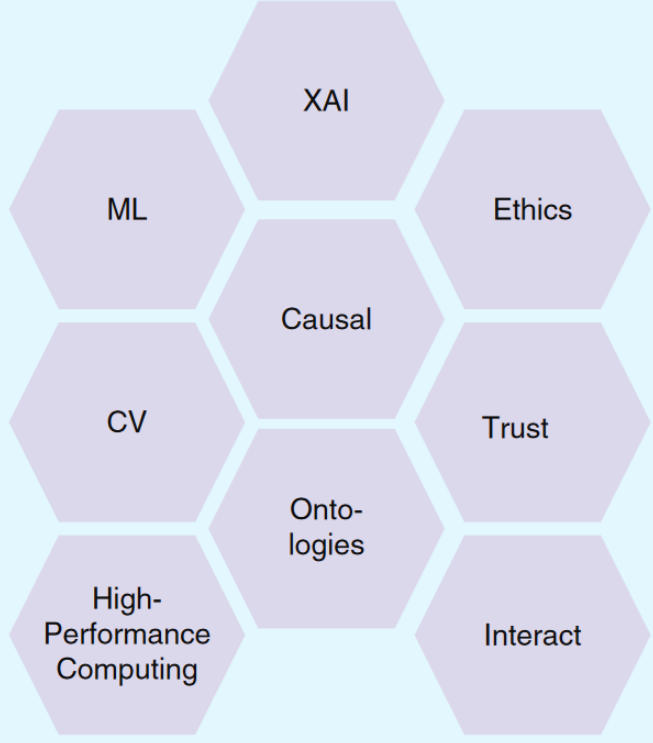 XAI
ML
Ethics
Causal
CV
Trust
Onto-
logies
High-
Performance
Computing
Interact